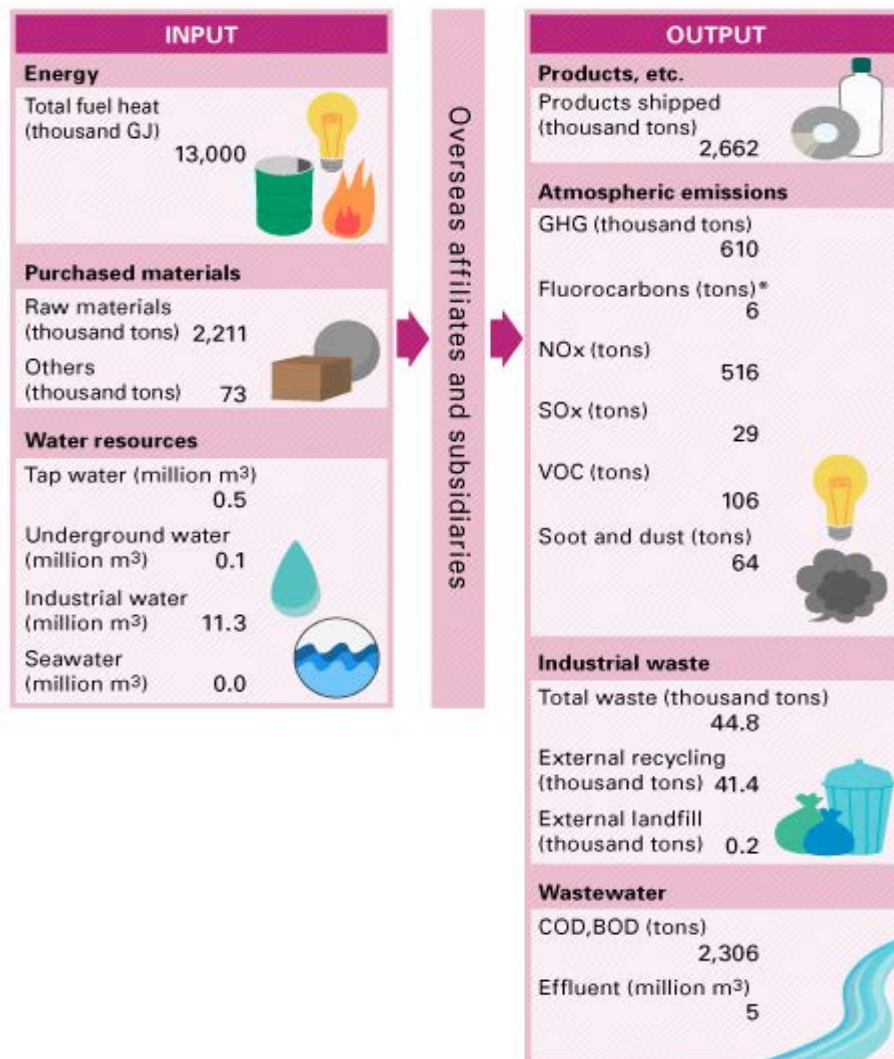 INPUT
Energy
Total fuel heat
(thousand GJ)
13,000
Purchased materials
Raw materials
(thousand tons) 2,211
Others
(thousand tons) 73
Water resources
Tap water (million m³)
0.5
Underground water
(million m³) 0.1
Industrial water
(million m³) 11.3
Seawater
(million m³) 0.0
Overseas affiliates and subsidiaries
OUTPUT
Products, etc.
Products shipped
(thousand tons)
2,662
Atmospheric emissions
GHG (thousand tons)
610
Fluorocarbons (tons)*
6
NOx (tons)
516
SOx (tons)
29
VOC (tons)
106
Soot and dust (tons)
64
Industrial waste
Total waste (thousand tons)
44.8
External recycling
(thousand tons) 41.4
External landfill
(thousand tons) 0.2
Wastewater
COD,BOD (tons)
2,306
Effluent (million m³)
5